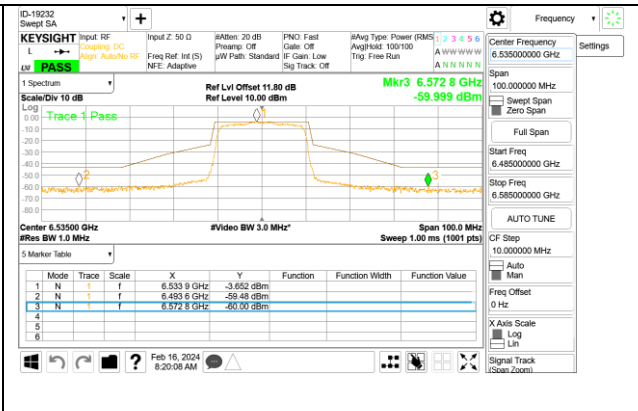 ID-19232
Swept SA
Frequency
KEYSIGHT
Input: RF
Coupling: DC
Align: Auto/No RF
Input Z: 50 Ω
Freq Ref: Int (S)
NFE: Adaptive
#Atten: 20 dB
Preamp: Off
µW Path: Standard
PNO: Fast
Gate: Off
IF Gain: Low
Sig Track: Off
#Avg Type: Power (RMS
Avg|Hold: 100/100
Trig: Free Run
1 2 3 4 5 6
A W W W W W
A N N N N N
L
PASS
Center Frequency
6.535000000 GHz
Settings
Span
100.000000 MHz
Swept Span
Zero Span
Full Span
Start Freq
6.485000000 GHz
Stop Freq
6.585000000 GHz
AUTO TUNE
CF Step
10.000000 MHz
Auto
Man
Freq Offset
0 Hz
X Axis Scale
Log
Lin
Signal Track
(Span Zoom)
1 Spectrum
Scale/Div 10 dB
Log
Ref Lvl Offset 11.80 dB
Ref Level 10.00 dBm
Mkr3 6.572 8 GHz
-59.999 dBm
Trace 1 Pass
0.00
-10.0
-20.0
-30.0
-40.0
-50.0
-60.0
-70.0
-80.0
1
2
3
Center 6.53500 GHz
#Res BW 1.0 MHz
#Video BW 3.0 MHz*
Span 100.0 MHz
Sweep 1.00 ms (1001 pts)
5 Marker Table
Mode Trace Scale X Y Function Function Width Function Value
1 N 1 f 6.533 9 GHz -3.652 dBm
2 N 1 f 6.493 6 GHz -59.48 dBm
3 N 1 f 6.572 8 GHz -60.00 dBm
4
5
6
?
Feb 16, 2024
8:20:08 AM